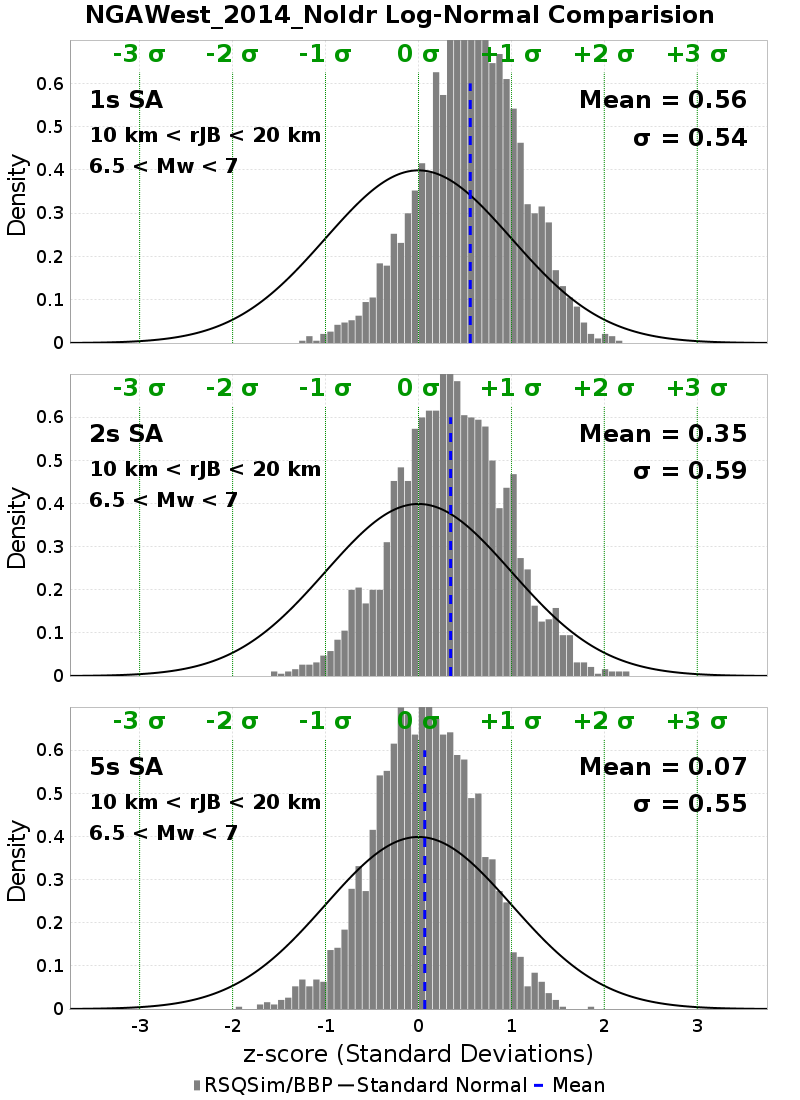 NGAWest_2014_NoIdr Log-Normal Comparision
-3 σ -2 σ -1 σ 0 σ +1 σ +2 σ +3 σ
0.6
1s SA Mean = 0.56
0.5
10 km < rJB < 20 km σ = 0.54
0.4
6.5 < Mw < 7
Density
0.3
0.2
0.1
0
-3 σ -2 σ -1 σ 0 σ +1 σ +2 σ +3 σ
0.6
2s SA Mean = 0.35
0.5
10 km < rJB < 20 km σ = 0.59
0.4
6.5 < Mw < 7
Density
0.3
0.2
0.1
0
-3 σ -2 σ -1 σ 0 σ +1 σ +2 σ +3 σ
0.6
5s SA Mean = 0.07
0.5
10 km < rJB < 20 km σ = 0.55
0.4
6.5 < Mw < 7
Density
0.3
0.2
0.1
0
-3 -2 -1 0 1 2 3
z-score (Standard Deviations)
RSQSim/BBP Standard Normal Mean